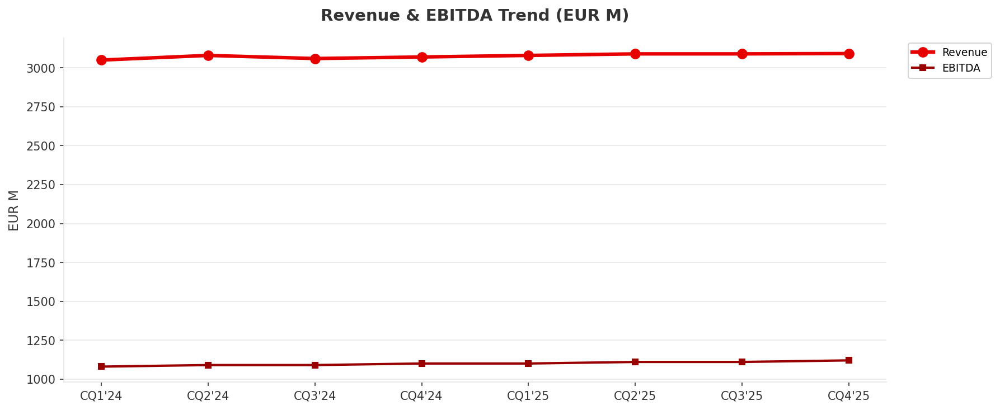 Revenue & EBITDA Trend (EUR M)
Revenue
EBITDA
EUR M
3000
2750
2500
2250
2000
1750
1500
1250
1000
CQ1'24 CQ2'24 CQ3'24 CQ4'24 CQ1'25 CQ2'25 CQ3'25 CQ4'25